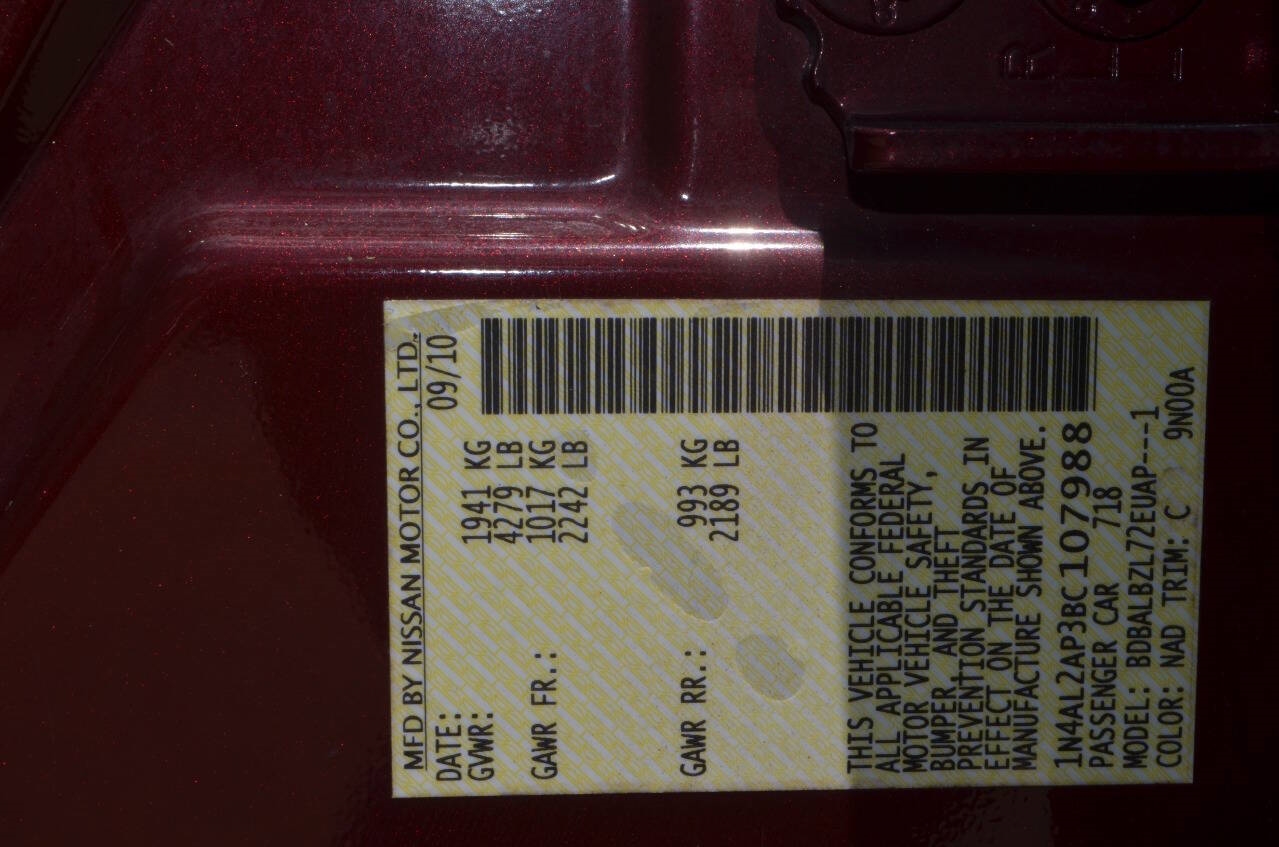 MFD BY NISSAN MOTOR CO., LTD.
DATE: 09/10
GVWR: 1941 KG
4279 LB
GAWR FR.: 1017 KG
2242 LB
GAWR RR.: 993 KG
2189 LB
THIS VEHICLE CONFORMS TO
ALL APPLICABLE FEDERAL
MOTOR VEHICLE SAFETY,
BUMPER AND THEFT
PREVENTION STANDARDS IN
EFFECT ON THE DATE OF
MANUFACTURE SHOWN ABOVE.
1N4AL2AP3BC107988
PASSENGER CAR 718
MODEL: BDBALBZL72EUAP---1
COLOR: NAD TRIM: C 9N00A